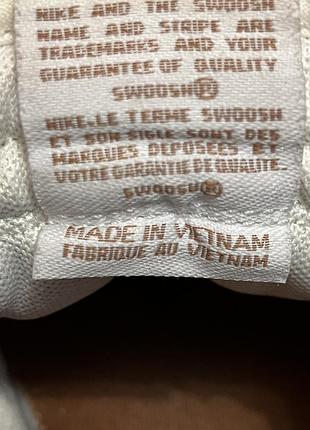 NIKE AND THE SWOOSH
NAME AND STRIPE ARE
TRADEMARKS AND YOUR
GUARANTEE OF QUALITY
SWOOSH®
NIKE, LE TERME SWOOSH
ET SON SIGLE SONT DES
MARQUES DEPOSEES ET
VOTRE GARANTIE DE QUALITE.
SWOOSH®
MADE IN VIETNAM
FABRIQUE AU VIETNAM